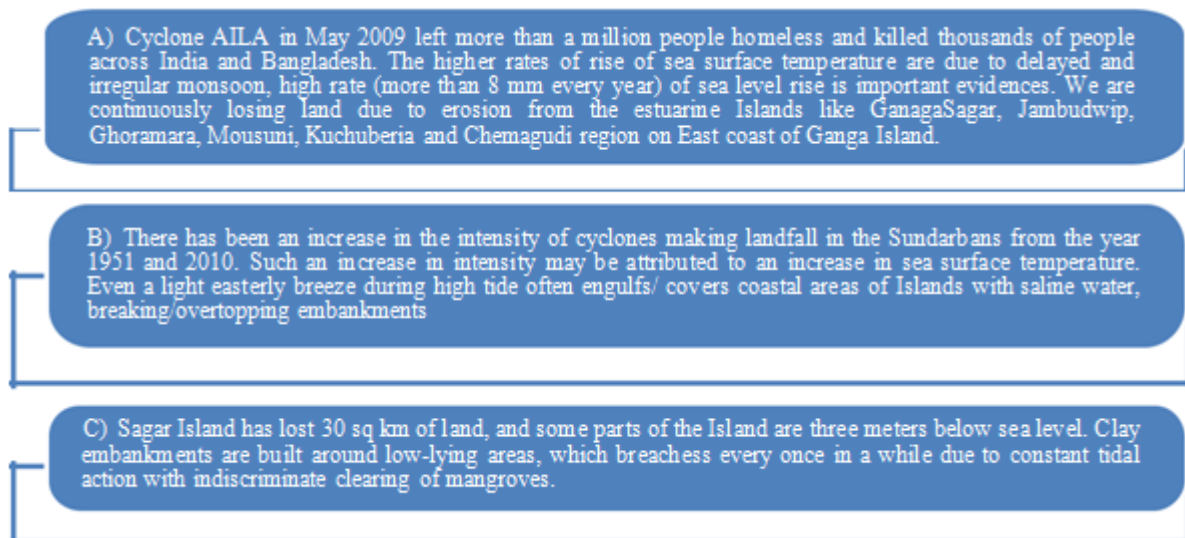 A) Cyclone AILA in May 2009 left more than a million people homeless and killed thousands of people
across India and Bangladesh. The higher rates of rise of sea surface temperature are due to delayed and
irregular monsoon, high rate (more than 8 mm every year) of sea level rise is important evidences. We are
continuously losing land due to erosion from the estuarine Islands like GanagaSagar, Jambudwip,
Ghoramara, Mousuni, Kuchuberia and Chemagudi region on East coast of Ganga Island.
B) There has been an increase in the intensity of cyclones making landfall in the Sundarbans from the year
1951 and 2010. Such an increase in intensity may be attributed to an increase in sea surface temperature.
Even a light easterly breeze during high tide often engulfs/ covers coastal areas of Islands with saline water,
breaking/overtopping embankments
C) Sagar Island has lost 30 sq km of land, and some parts of the Island are three meters below sea level. Clay
embankments are built around low-lying areas, which breachess every once in a while due to constant tidal
action with indiscriminate clearing of mangroves.